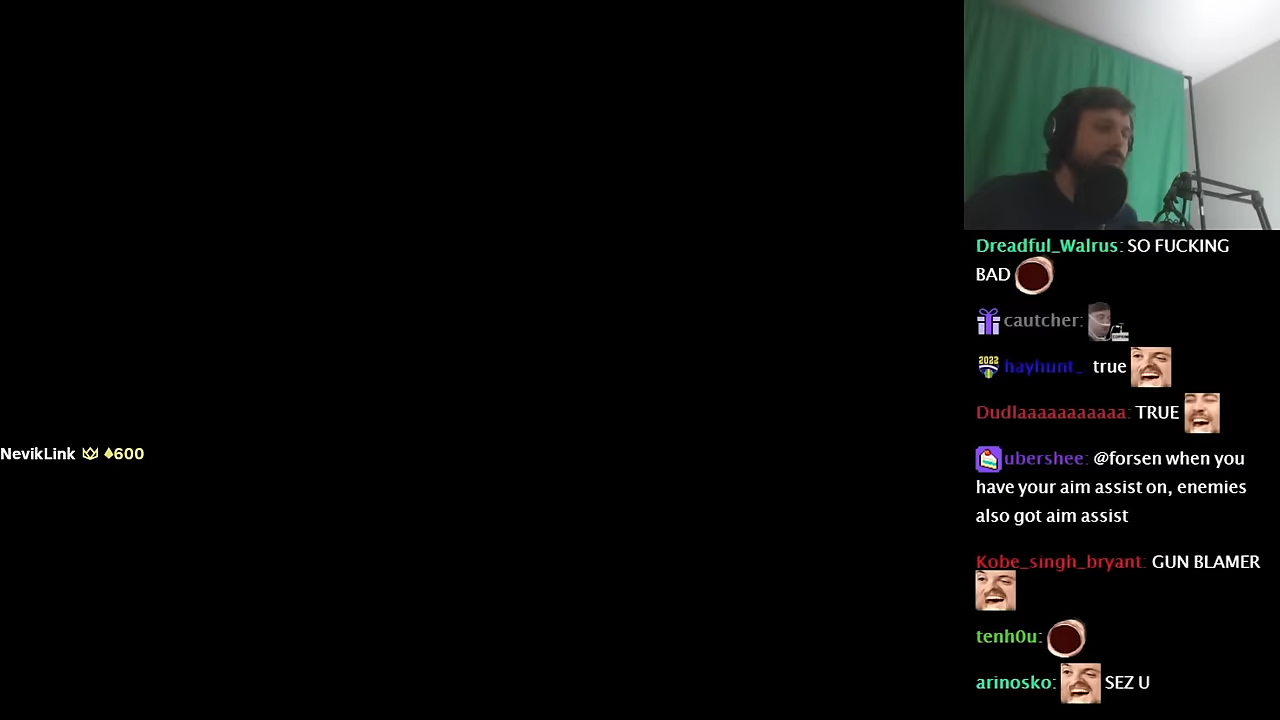 Dreadful_Walrus: SO FUCKING
BAD
cautcher:
2022 hayhunt_ true
Dudlaaaaaaaaaaa: TRUE
NevikLink 600
ubershee: @forsen when you
have your aim assist on, enemies
also got aim assist
Kobe_singh_bryant: GUN BLAMER
tenh0u:
arinosko: SEZ U